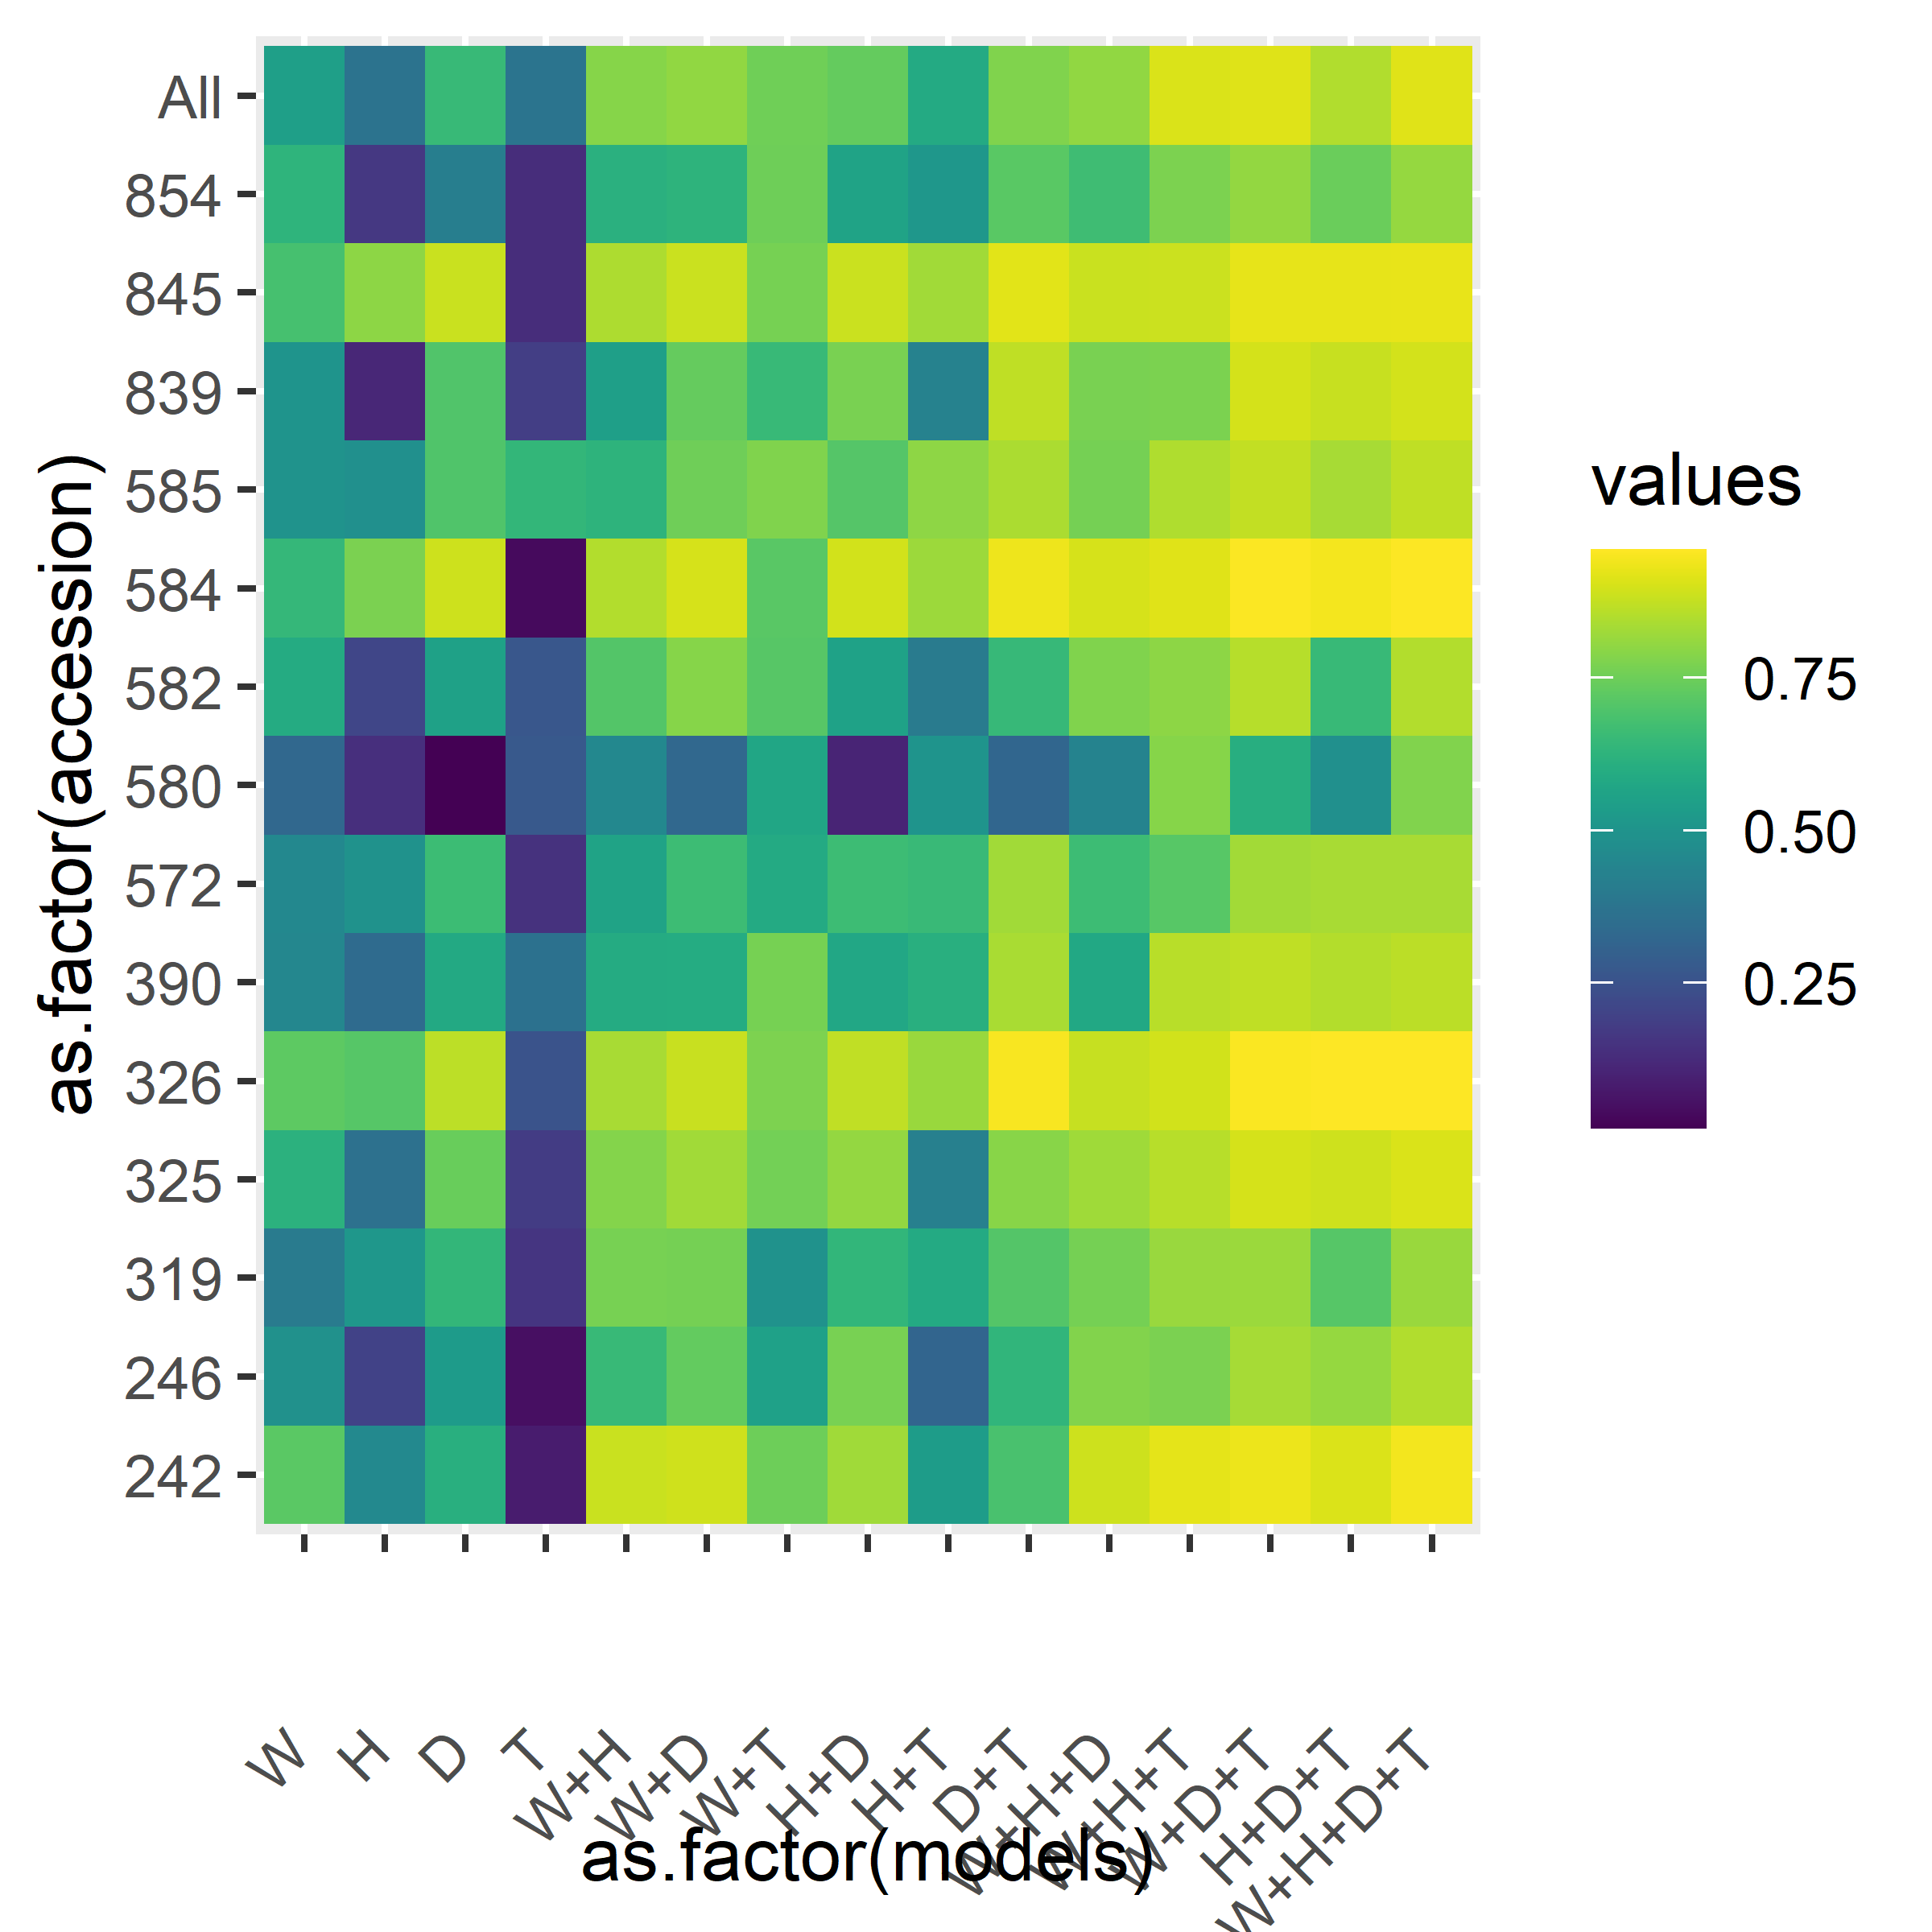 All
854
845
839
585
584
582
580
572
390
326
325
319
246
242
as.factor(accession)
W
H
D
T
W+H
W+D
W+T
H+D
H+T
D+T
W+H+D
W+H+T
W+D+T
H+D+T
W+H+D+T
as.factor(models)
values
0.75
0.50
0.25